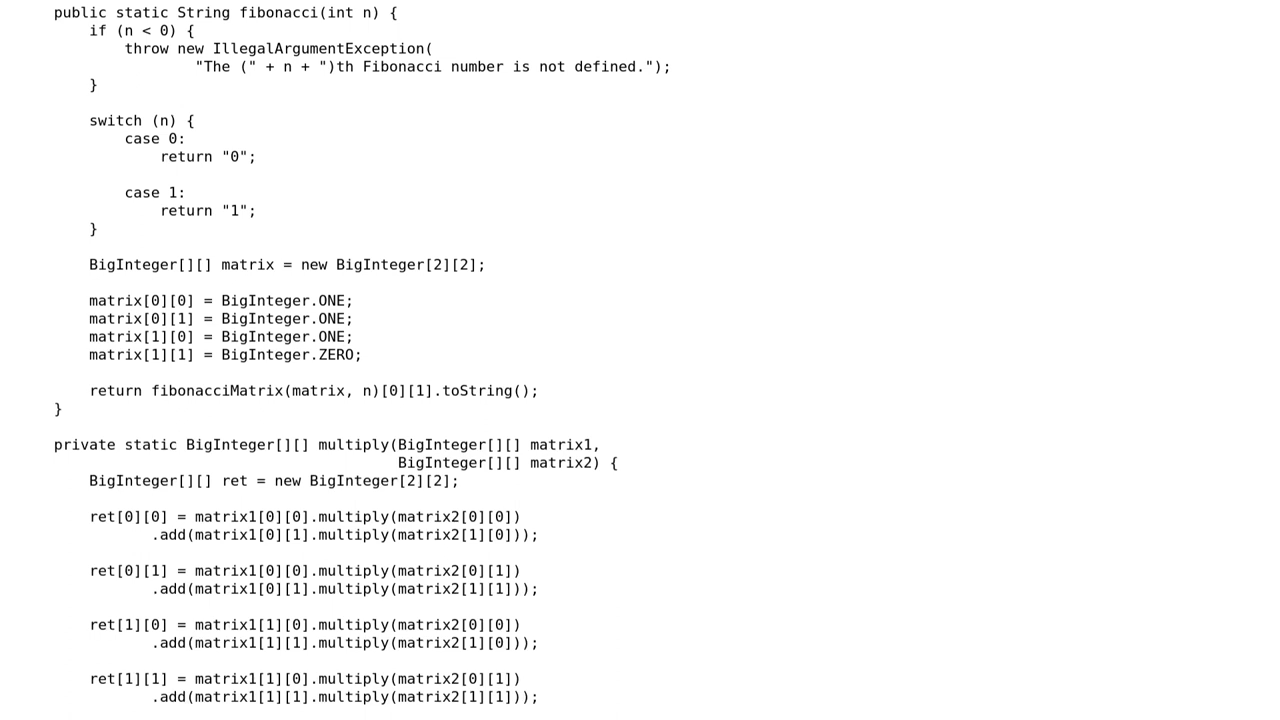 public static String fibonacci(int n) {
    if (n < 0) {
        throw new IllegalArgumentException(
                "The (" + n + ")th Fibonacci number is not defined.");
    }

    switch (n) {
        case 0:
            return "0";

        case 1:
            return "1";
    }

    BigInteger[][] matrix = new BigInteger[2][2];

    matrix[0][0] = BigInteger.ONE;
    matrix[0][1] = BigInteger.ONE;
    matrix[1][0] = BigInteger.ONE;
    matrix[1][1] = BigInteger.ZERO;

    return fibonacciMatrix(matrix, n)[0][1].toString();
}

private static BigInteger[][] multiply(BigInteger[][] matrix1,
                                       BigInteger[][] matrix2) {
    BigInteger[][] ret = new BigInteger[2][2];

    ret[0][0] = matrix1[0][0].multiply(matrix2[0][0])
           .add(matrix1[0][1].multiply(matrix2[1][0]));

    ret[0][1] = matrix1[0][0].multiply(matrix2[0][1])
           .add(matrix1[0][1].multiply(matrix2[1][1]));

    ret[1][0] = matrix1[1][0].multiply(matrix2[0][0])
           .add(matrix1[1][1].multiply(matrix2[1][0]));

    ret[1][1] = matrix1[1][0].multiply(matrix2[0][1])
           .add(matrix1[1][1].multiply(matrix2[1][1]));